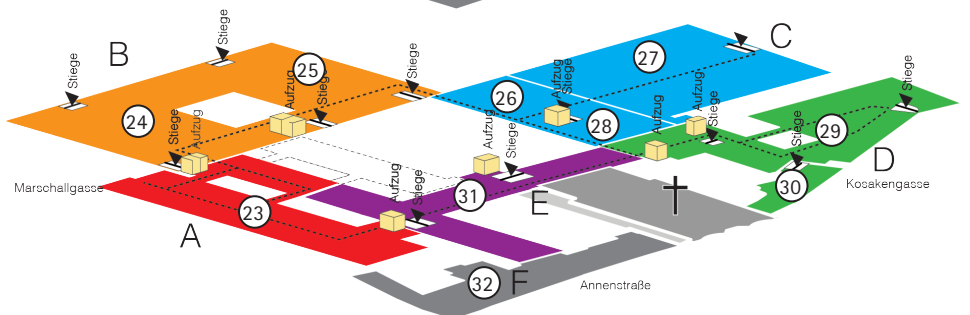 B
Stiege
Stiege
25
Aufzug
Stiege
Stiege
24
Stiege
Aufzug
27
C
Stiege
Aufzug
Stiege
26
28
Aufzug
Aufzug
Stiege
Stiege
Stiege
29
D
30
Kosakengasse
Marschallgasse
23
A
Aufzug
Stiege
Aufzug
Stiege
31
E
32
F
Annenstraße